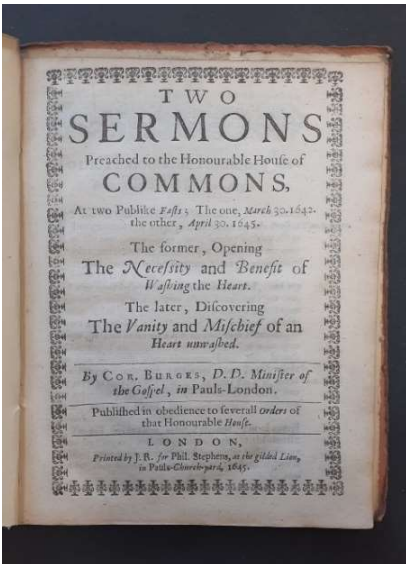 TWO
SERMONS
Preached to the Honourable House of
COMMONS,
At two Publike Fasts; The one, March 30.1642.
the other, April 30. 1645.
The former, Opening
The Necessity and Benefit of
Washing the Heart.
The later, Discovering
The Vanity and Mischief of an
Heart unwashed.
By COR. BURGES, D. D. Minister of
the Gospel, in Pauls-London.
Published in obedience to severall orders of
that Honourable House.
LONDON,
Printed by J. R. for Phil. Stephens, at the gilded Lion,
in Pauls-Church-yard, 1645.